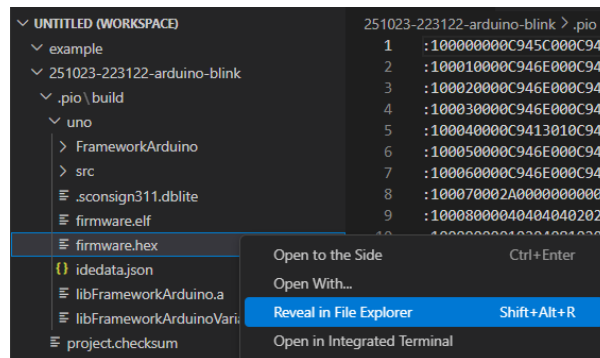 UNTITLED (WORKSPACE)
example
251023-223122-arduino-blink
.pio\build
uno
FrameworkArduino
src
.sconsign311.dblite
firmware.elf
firmware.hex
{} idedata.json
libFrameworkArduino.a
libFrameworkArduinoVaria
project.checksum
251023-223122-arduino-blink > .pio
1 :100000000C945C000C94
2 :100010000C946E000C94
3 :100020000C946E000C94
4 :100030000C946E000C94
5 :100040000C9413010C94
6 :100050000C946E000C94
7 :100060000C946E000C94
8 :100070002A0000000000
9 :10008000040404040202
Open to the Side Ctrl+Enter
Open With...
Reveal in File Explorer Shift+Alt+R
Open in Integrated Terminal